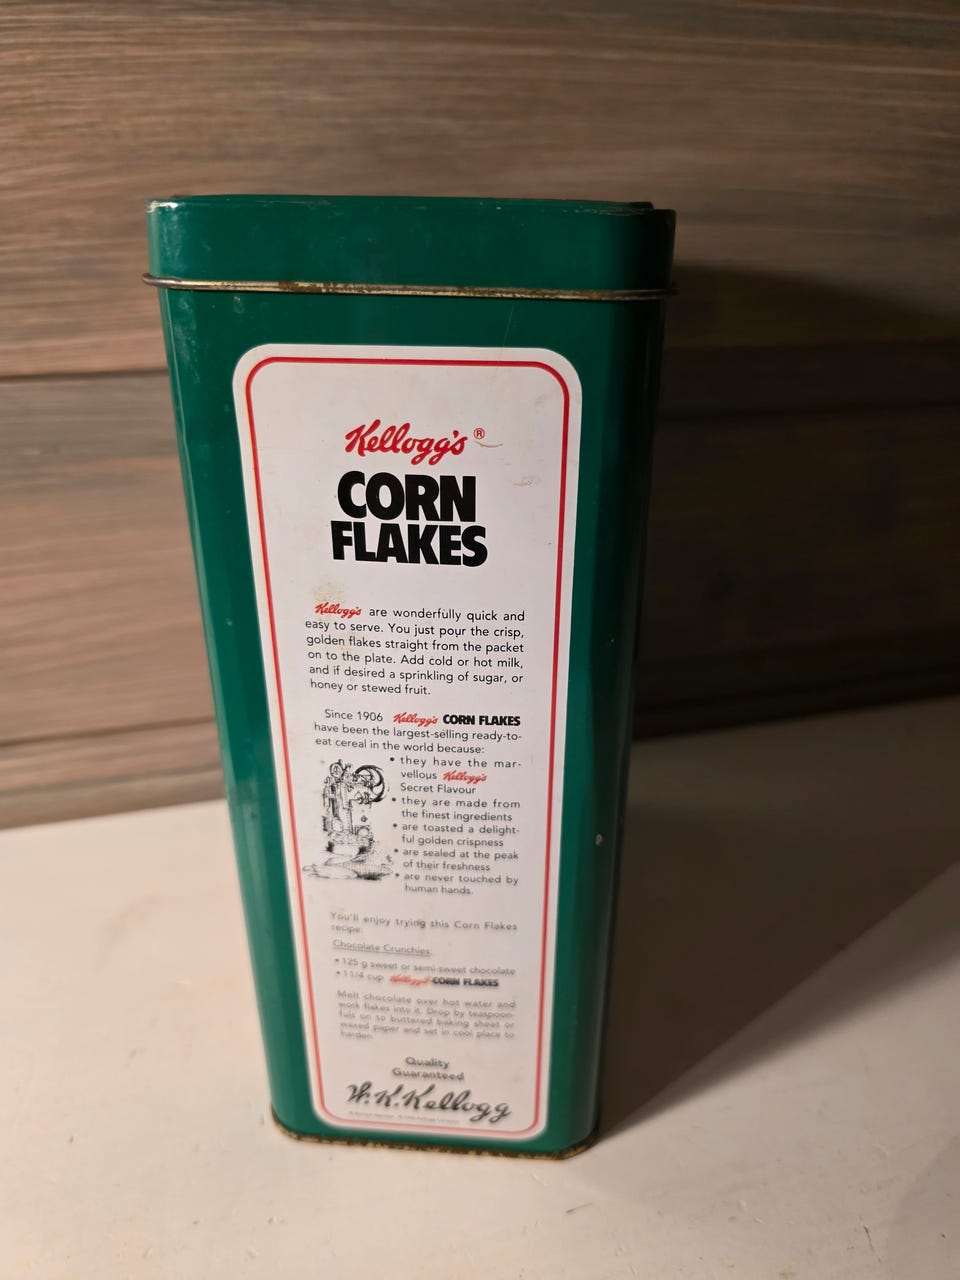 Kellogg's ®
CORN
FLAKES
Kellogg's are wonderfully quick and
easy to serve. You just pour the crisp,
golden flakes straight from the packet
on to the plate. Add cold or hot milk,
and if desired a sprinkling of sugar, or
honey or stewed fruit.
Since 1906 Kellogg's CORN FLAKES
have been the largest-selling ready-to-
eat cereal in the world because:
• they have the mar-
vellous Kellogg's
Secret Flavour
• they are made from
the finest ingredients
• are toasted a delight-
ful golden crispness
• are sealed at the peak
of their freshness
• are never touched by
human hands.
You'll enjoy trying this Corn Flakes
recipe:
Chocolate Crunchies:
• 125 g sweet or semi-sweet chocolate
• 1 1/4 cup Kellogg's CORN FLAKES
Melt chocolate over hot water and
work flakes into it. Drop by teaspoon-
fuls on to buttered baking sheet or
waxed paper and set in cool place to
harden.
Quality
Guaranteed
W.K.Kellogg